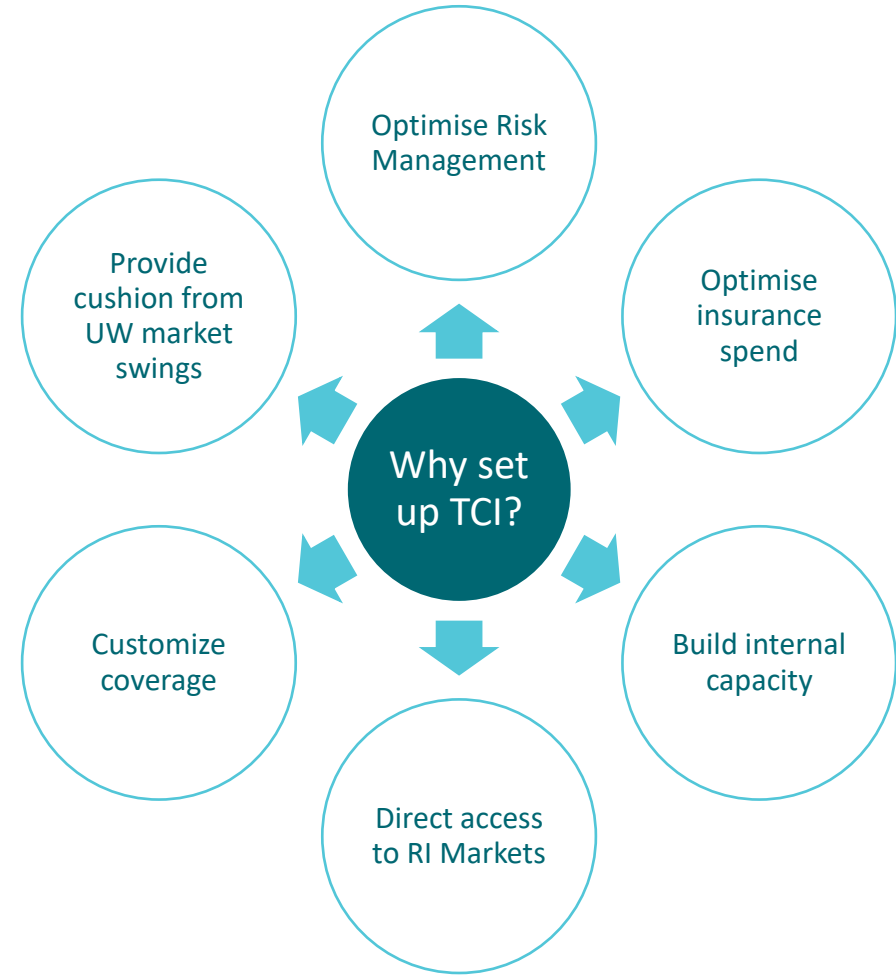 Optimise Risk
Management
Optimise
insurance
spend
Build internal
capacity
Direct access
to RI Markets
Customize
coverage
Provide
cushion from
UW market
swings
Why set
up TCI?